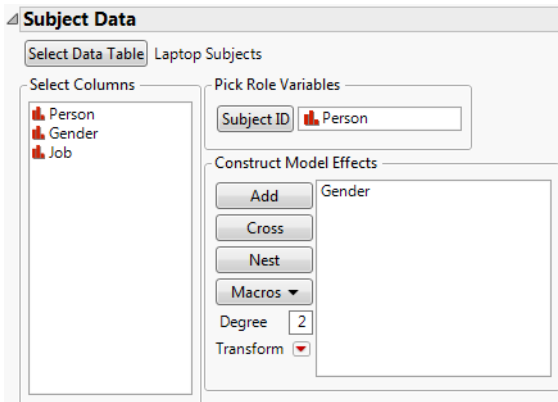 Subject Data
Select Data Table Laptop Subjects
Select Columns
Person
Gender
Job
Pick Role Variables
Subject ID Person
Construct Model Effects
Add
Cross
Nest
Macros
Degree 2
Transform
Gender